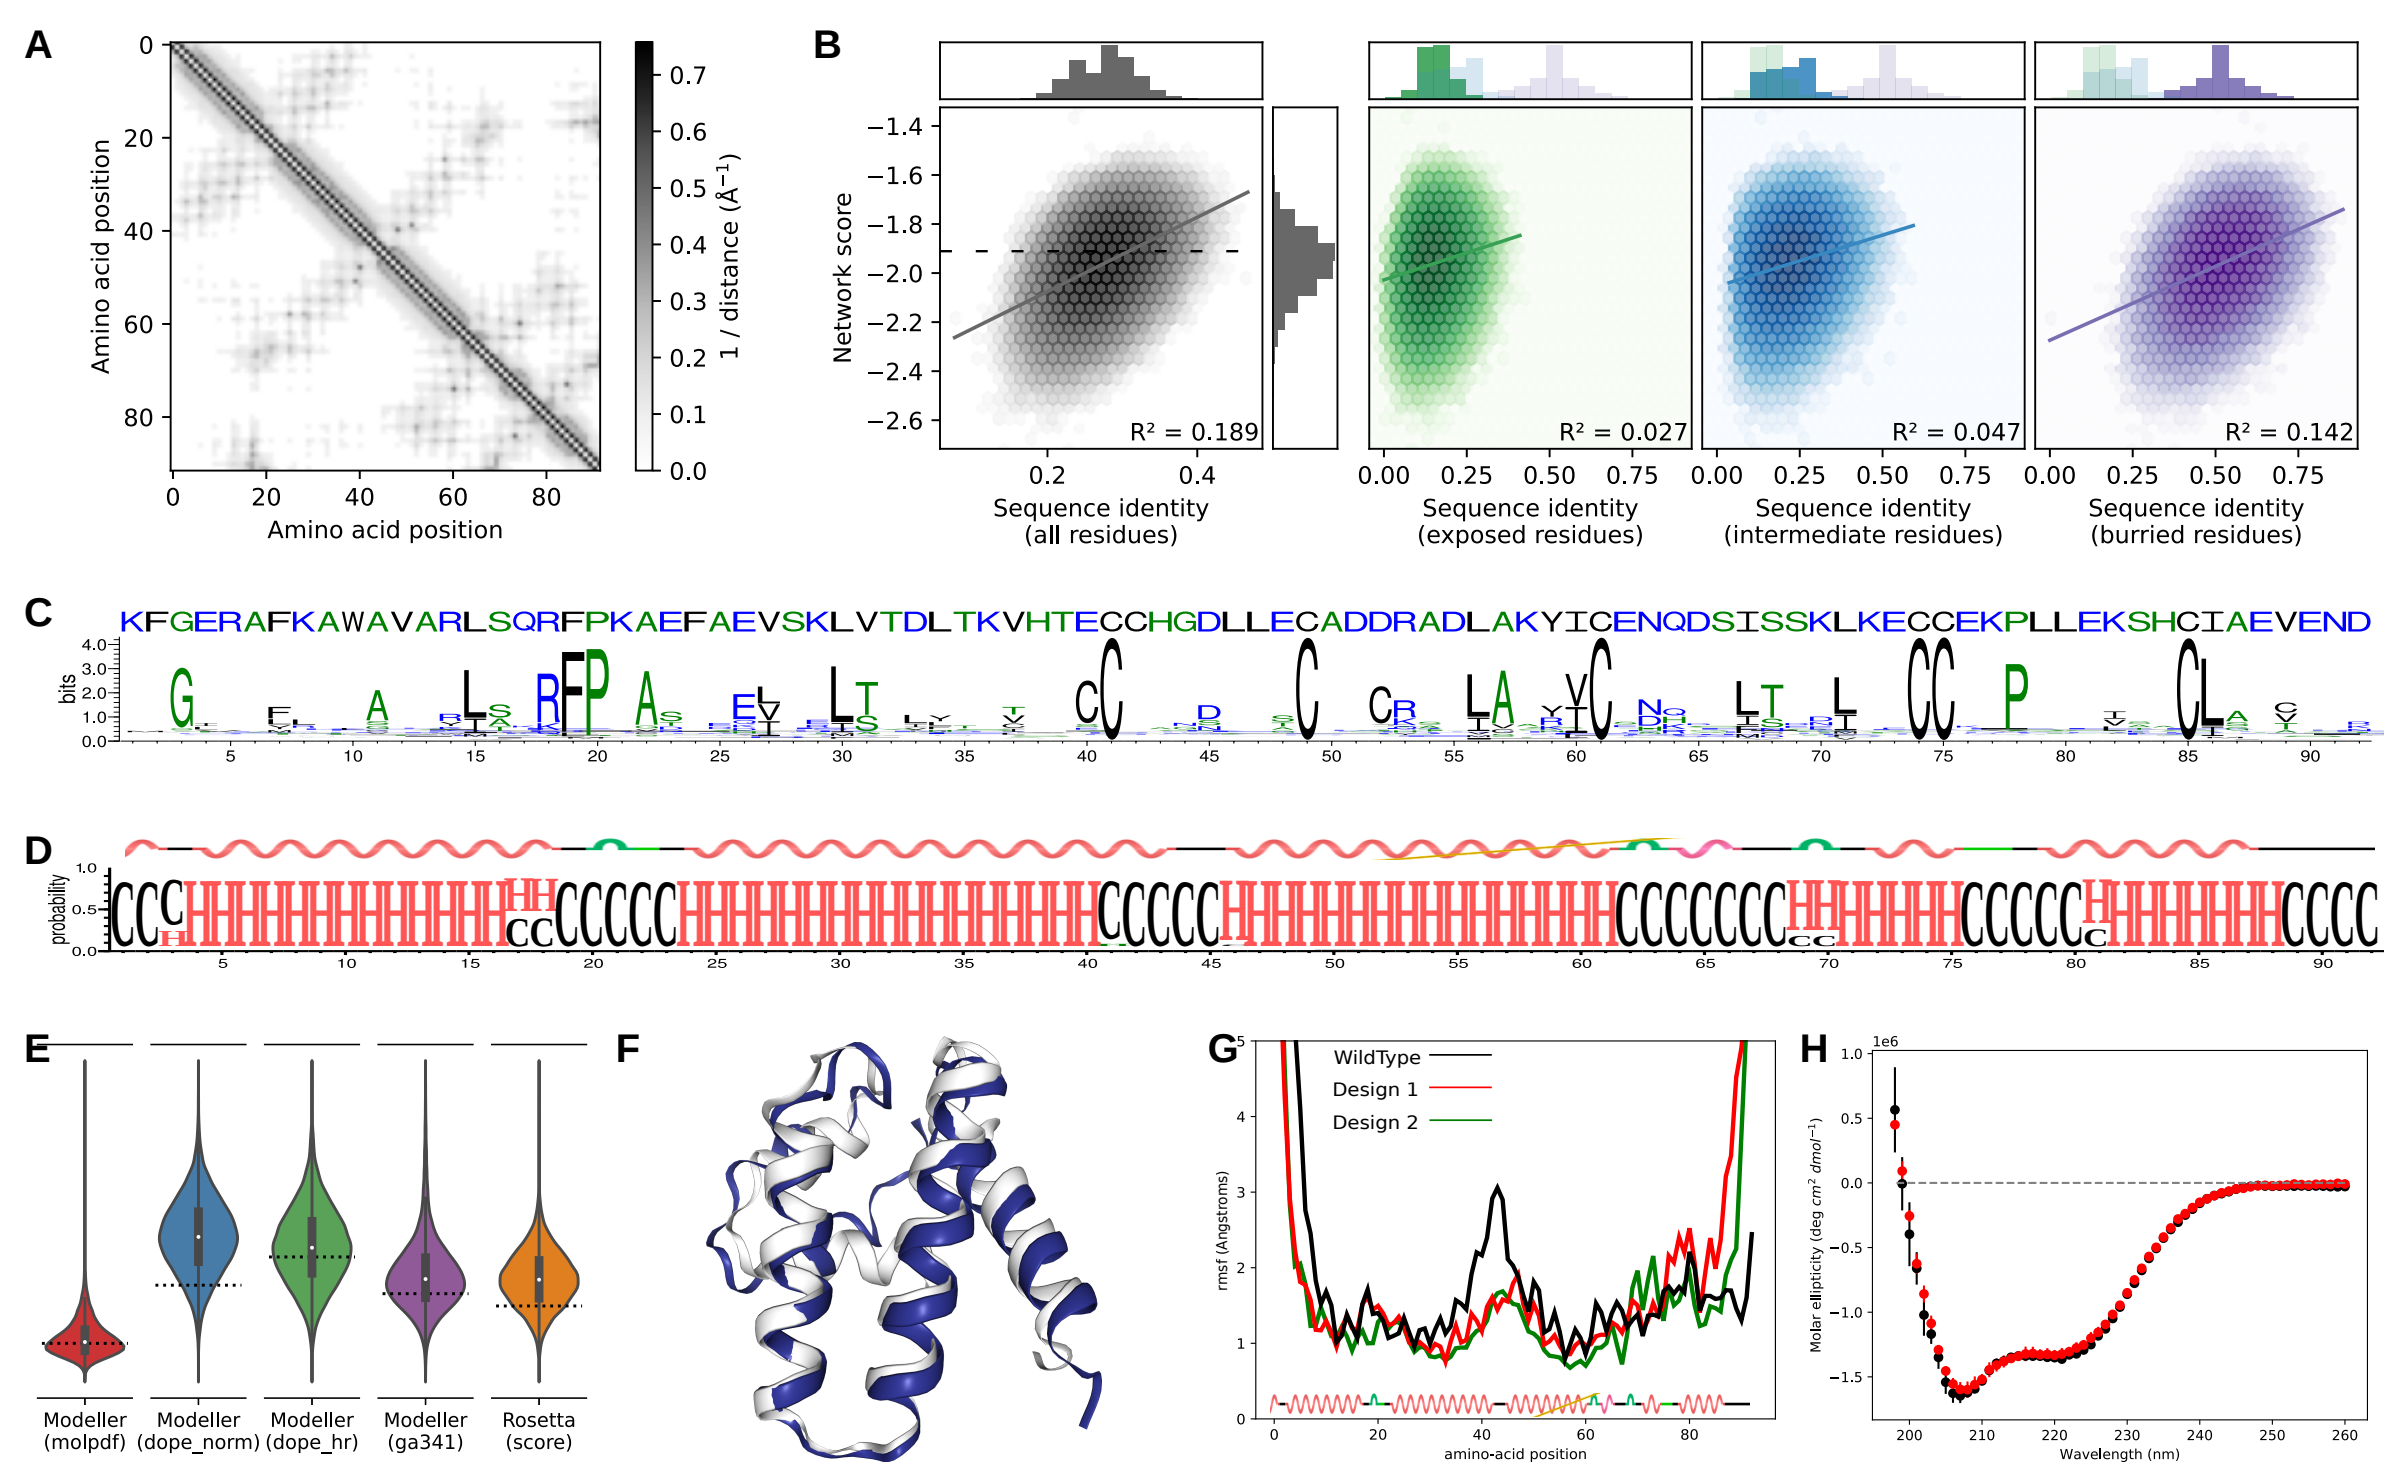 A
0
20
40
60
80
Amino acid position
0 20 40 60 80
Amino acid position
0.7
0.6
0.5
0.4
0.3
0.2
0.1
0.0
1 / distance (Å⁻¹)
B
−1.4
−1.6
−1.8
−2.0
−2.2
−2.4
−2.6
Network score
R² = 0.189
R² = 0.027
R² = 0.047
R² = 0.142
0.2 0.4
0.00 0.25 0.50 0.75
0.00 0.25 0.50 0.75
0.00 0.25 0.50 0.75
Sequence identity
(all residues)
Sequence identity
(exposed residues)
Sequence identity
(intermediate residues)
Sequence identity
(burried residues)
C
KFGERAFKAWAVARLSQRFPKAEFAEVSKLVTDLTKVHTECCHGDLLECADDRADLAKYICENQDSISSKLKECCEKPLLEKSHCIAEVEND
bits
4.0
3.0
2.0
1.0
0.0
5 10 15 20 25 30 35 40 45 50 55 60 65 70 75 80 85 90
D
probability
1.0
0.5
0.0
5 10 15 20 25 30 35 40 45 50 55 60 65 70 75 80 85 90
E
Modeller
(molpdf)
Modeller
(dope_norm)
Modeller
(dope_hr)
Modeller
(ga341)
Rosetta
(score)
F
G
5
4
3
2
1
0
rmsf (Angstroms)
WildType
Design 1
Design 2
0 20 40 60 80
amino-acid position
H
1e6
1.0
0.5
0.0
−0.5
−1.0
−1.5
Molar ellipticity (deg cm² dmol⁻¹)
200 210 220 230 240 250 260
Wavelength (nm)